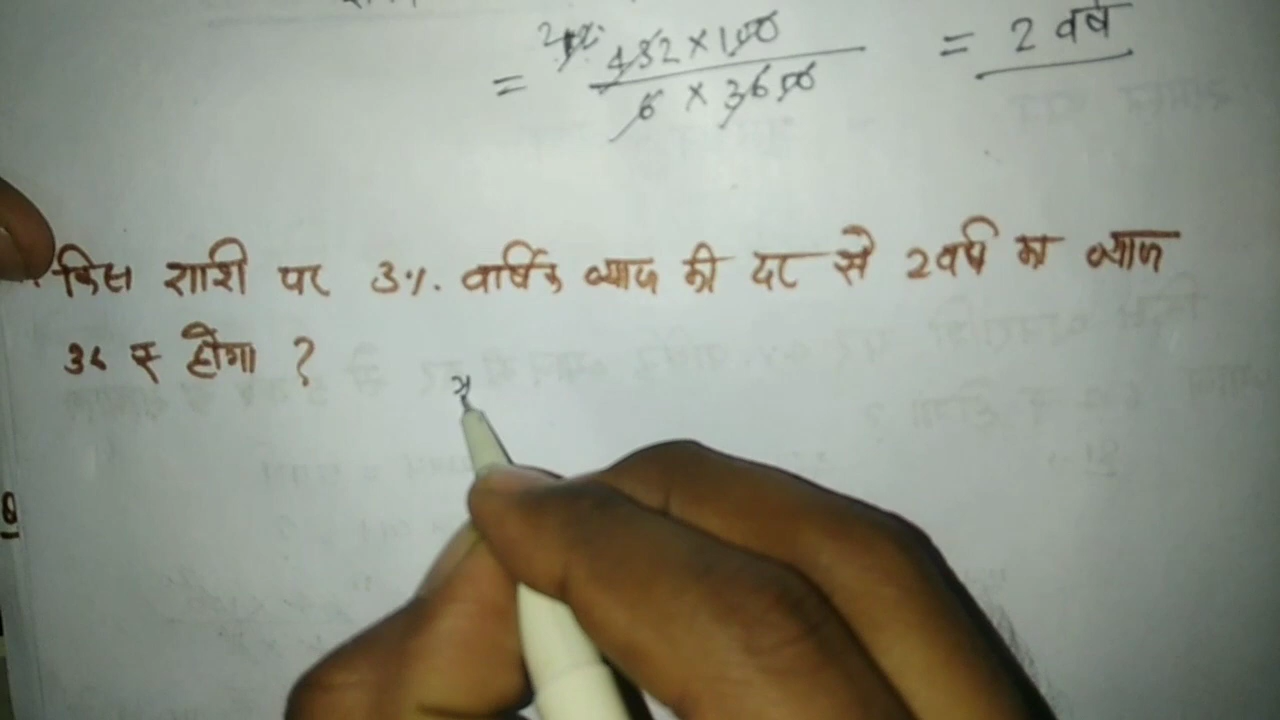 = 432 × 100 / 6 × 3600 = 2 वर्ष
किस राशी पर 3%. वार्षिक ब्याज की दर से 2 वर्ष का ब्याज
36 रु होगा ?